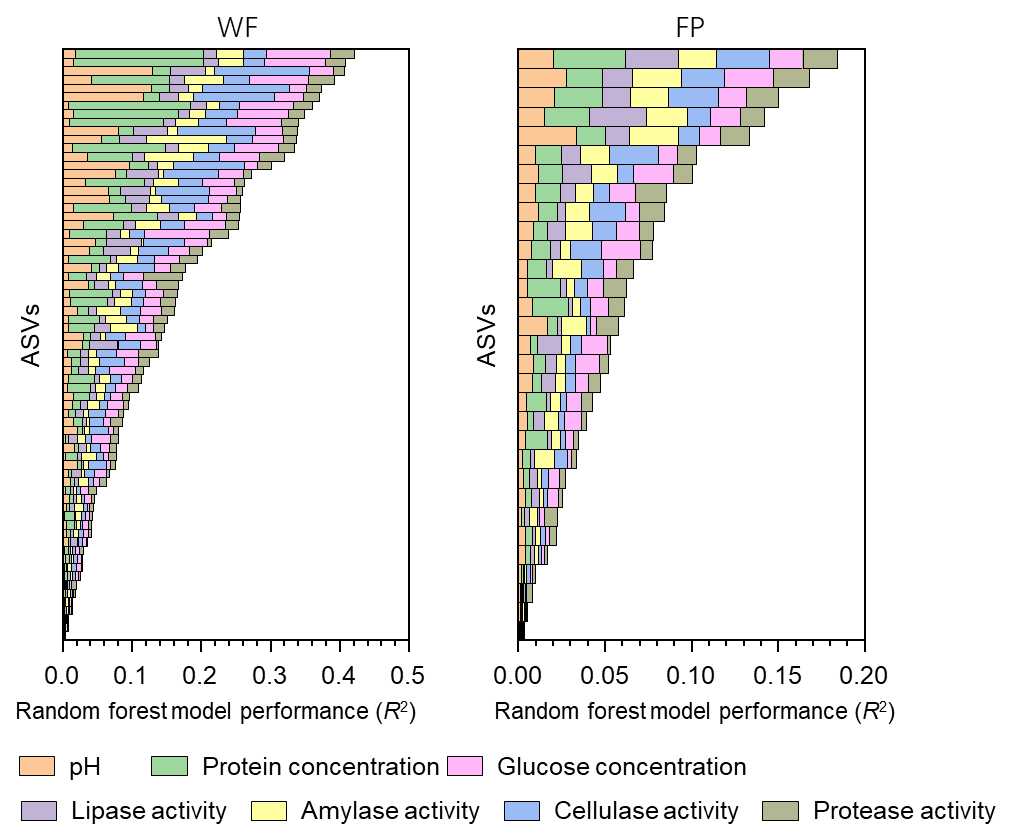 WF
FP
ASVs
ASVs
0.0 0.1 0.2 0.3 0.4 0.5
0.00 0.05 0.10 0.15 0.20
Random forest model performance (R²)
Random forest model performance (R²)
pH Protein concentration Glucose concentration
Lipase activity Amylase activity Cellulase activity Protease activity